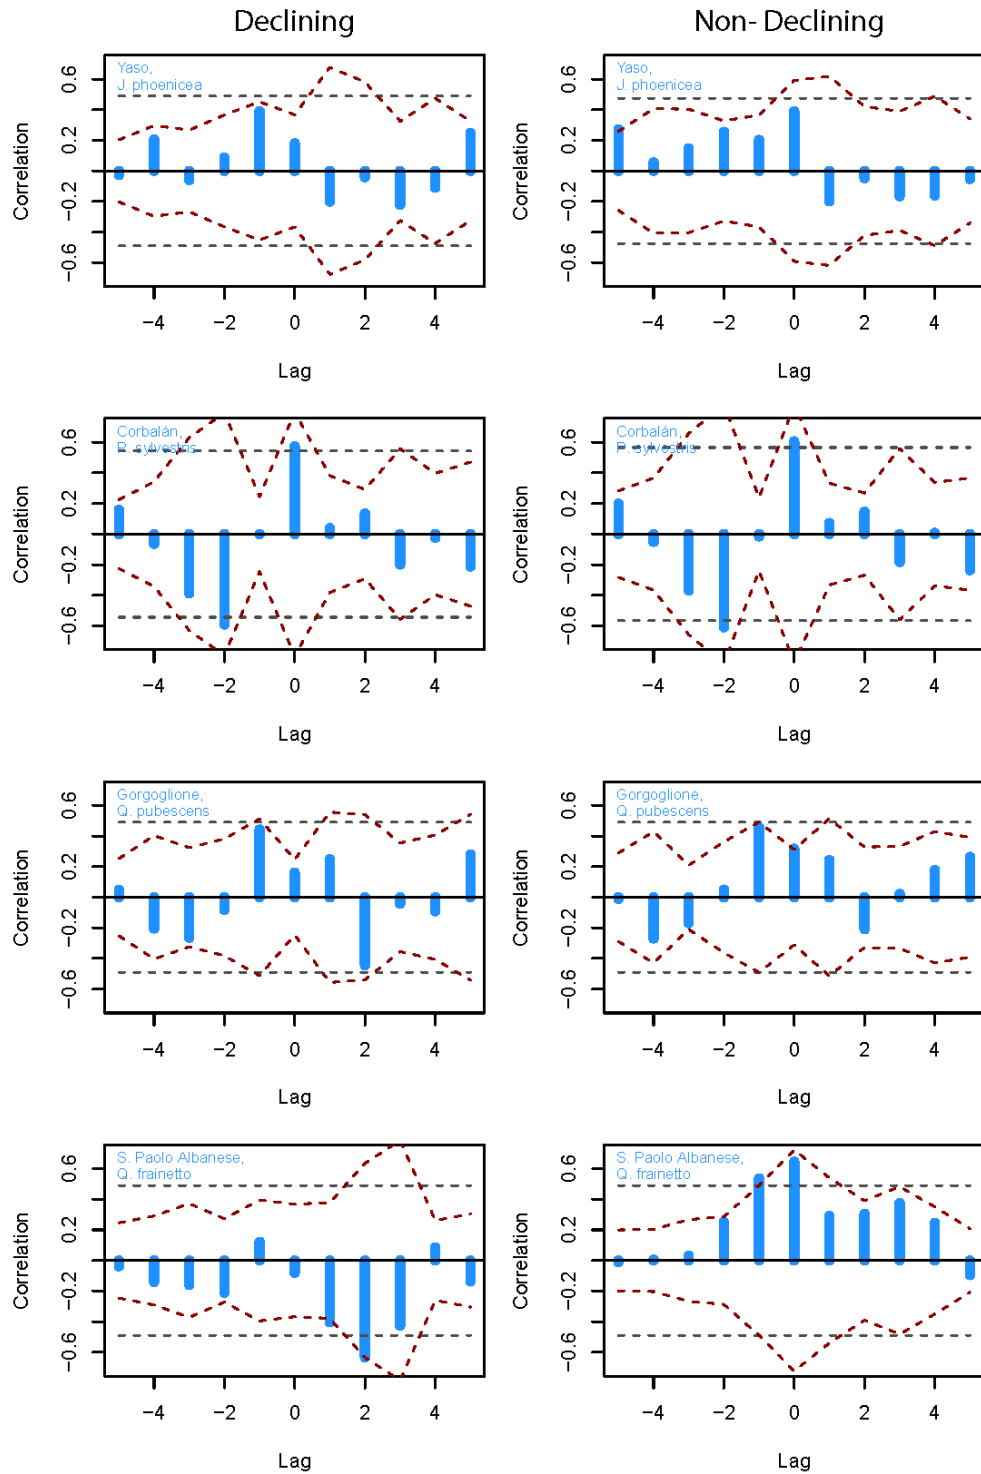 Declining
Non- Declining
Yaso,
J. phoenicea
Correlation
0.6
0.2
−0.2
−0.6
−4
−2
0
2
4
Lag
Yaso,
J. phoenicea
Correlation
0.6
0.2
−0.2
−0.6
−4
−2
0
2
4
Lag
Corbalán,
P. sylvestris
Correlation
0.6
0.2
−0.2
−0.6
−4
−2
0
2
4
Lag
Corbalán,
P. sylvestris
Correlation
0.6
0.2
−0.2
−0.6
−4
−2
0
2
4
Lag
Gorgoglione,
Q. pubescens
Correlation
0.6
0.2
−0.2
−0.6
−4
−2
0
2
4
Lag
Gorgoglione,
Q. pubescens
Correlation
0.6
0.2
−0.2
−0.6
−4
−2
0
2
4
Lag
S. Paolo Albanese,
Q. frainetto
Correlation
0.6
0.2
−0.2
−0.6
−4
−2
0
2
4
Lag
S. Paolo Albanese,
Q. frainetto
Correlation
0.6
0.2
−0.2
−0.6
−4
−2
0
2
4
Lag